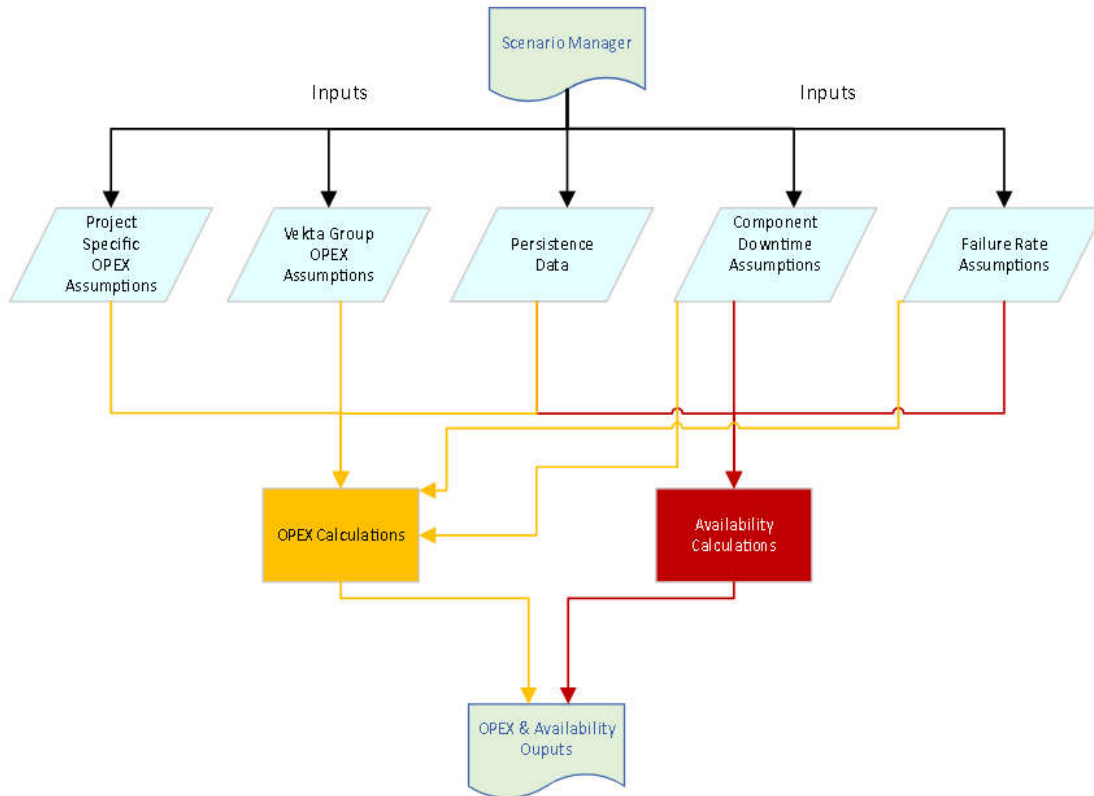 Scenario Manager
Inputs
Inputs
Project
Specific
OPEX
Assumptions
Vekta Group
OPEX
Assumptions
Persistence
Data
Component
Downtime
Assumptions
Failure Rate
Assumptions
OPEX Calculations
Availability
Calculations
OPEX & Availability
Ouputs